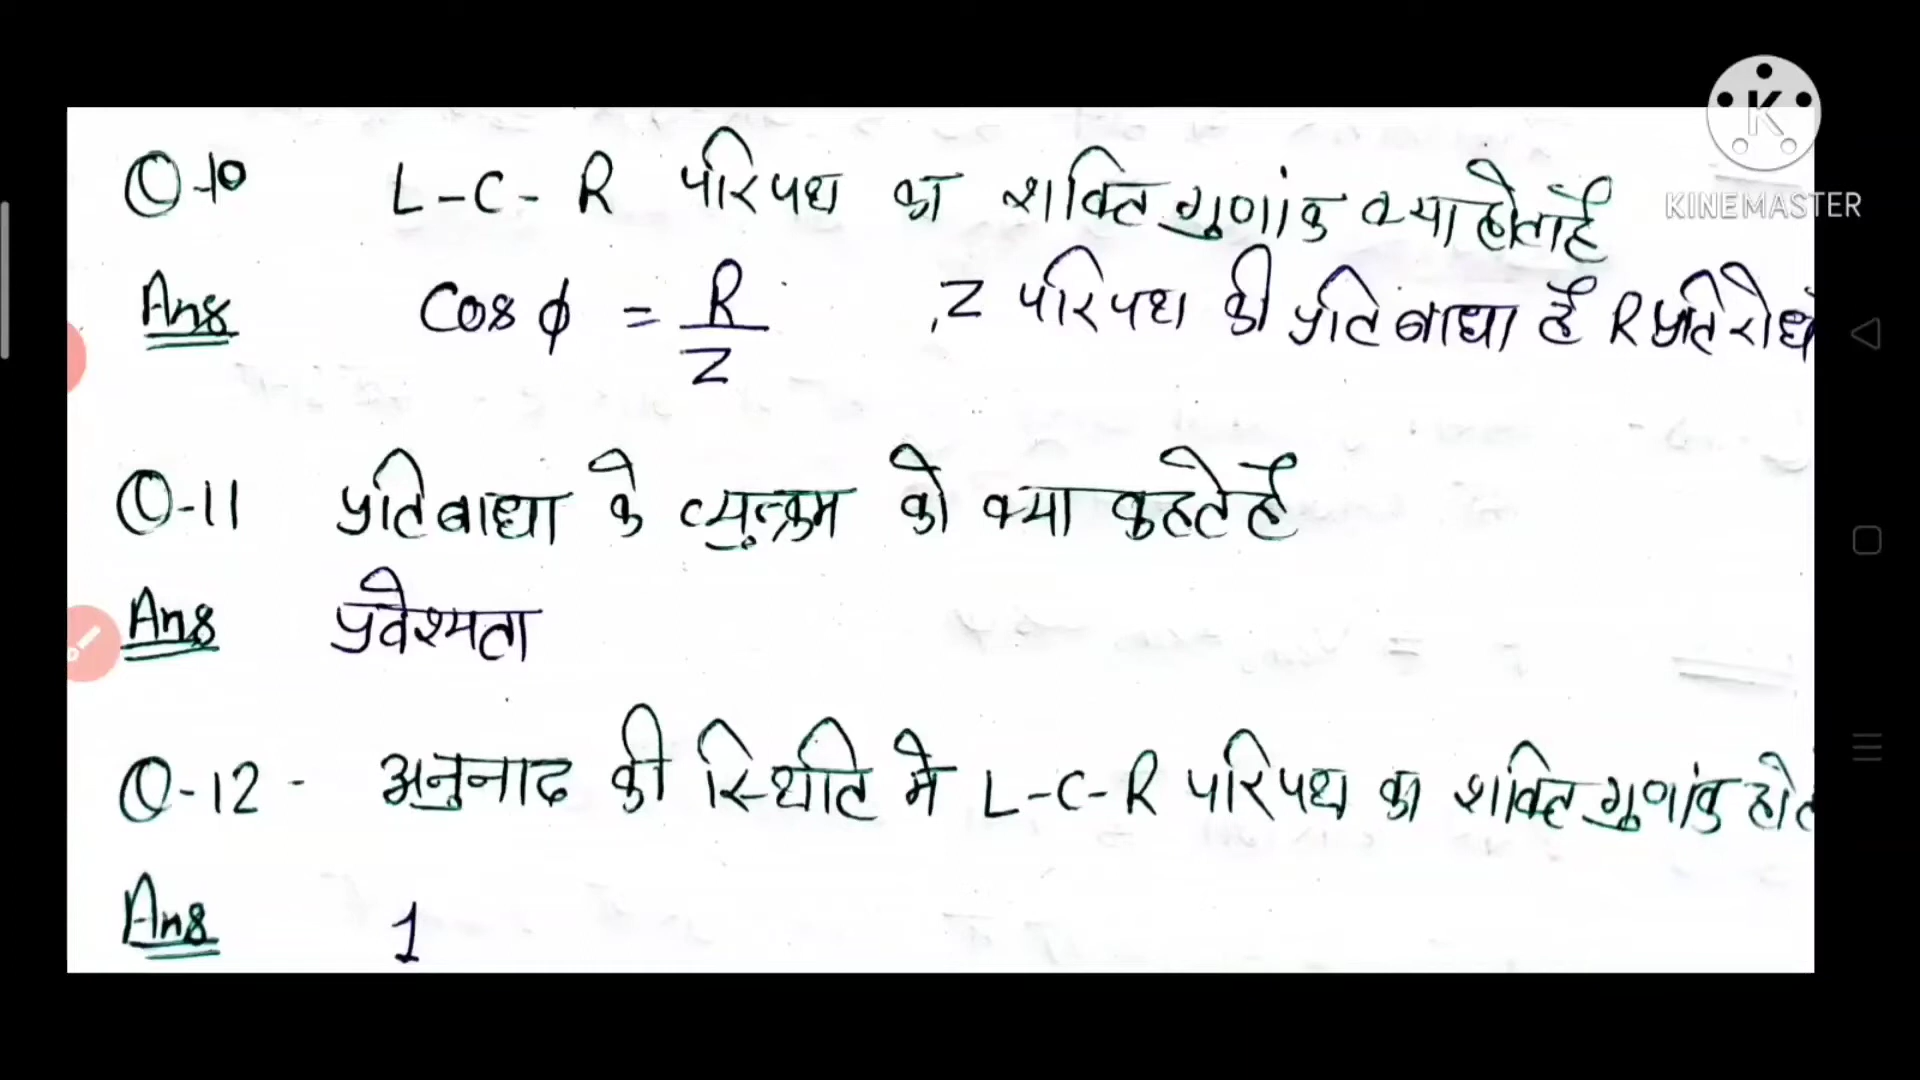 K
KINEMASTER
Q-10 L-C-R परिपथ का शक्ति गुणांक क्या होता है
Ans Cos ϕ = R/Z , Z परिपथ की प्रतिबाधा है R प्रतिरोध
Q-11 प्रतिबाधा के व्युत्क्रम को क्या कहते हैं
Ans प्रवेश्यता
Q-12 - अनुनाद की स्थिति मे L-C-R परिपथ का शक्ति गुणांक
Ans 1